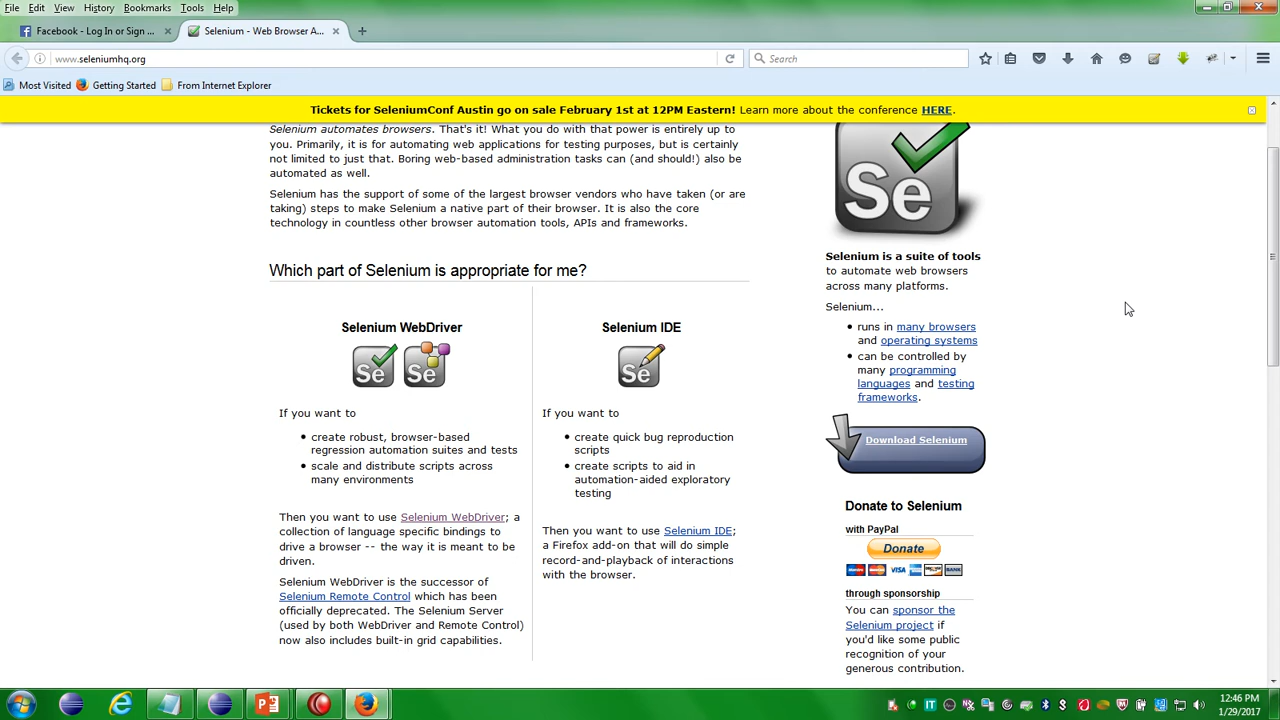 File Edit View History Bookmarks Tools Help
Facebook - Log In or Sign ...
Selenium - Web Browser A...
www.seleniumhq.org
Search
Most Visited
Getting Started
From Internet Explorer
Tickets for SeleniumConf Austin go on sale February 1st at 12PM Eastern! Learn more about the conference HERE.
Selenium automates browsers. That's it! What you do with that power is entirely up to
you. Primarily, it is for automating web applications for testing purposes, but is certainly
not limited to just that. Boring web-based administration tasks can (and should!) also be
automated as well.
Selenium has the support of some of the largest browser vendors who have taken (or are
taking) steps to make Selenium a native part of their browser. It is also the core
technology in countless other browser automation tools, APIs and frameworks.
Which part of Selenium is appropriate for me?
Selenium WebDriver
Se Se
If you want to
• create robust, browser-based
regression automation suites and tests
• scale and distribute scripts across
many environments
Then you want to use Selenium WebDriver; a
collection of language specific bindings to
drive a browser -- the way it is meant to be
driven.
Selenium WebDriver is the successor of
Selenium Remote Control which has been
officially deprecated. The Selenium Server
(used by both WebDriver and Remote Control)
now also includes built-in grid capabilities.
Selenium IDE
Se
If you want to
• create quick bug reproduction
scripts
• create scripts to aid in
automation-aided exploratory
testing
Then you want to use Selenium IDE;
a Firefox add-on that will do simple
record-and-playback of interactions
with the browser.
Se
Selenium is a suite of tools
to automate web browsers
across many platforms.
Selenium...
• runs in many browsers
and operating systems
• can be controlled by
many programming
languages and testing
frameworks.
Download Selenium
Donate to Selenium
with PayPal
Donate
VISA
BANK
through sponsorship
You can sponsor the
Selenium project if
you'd like some public
recognition of your
generous contribution.
IT
12:46 PM
1/29/2017